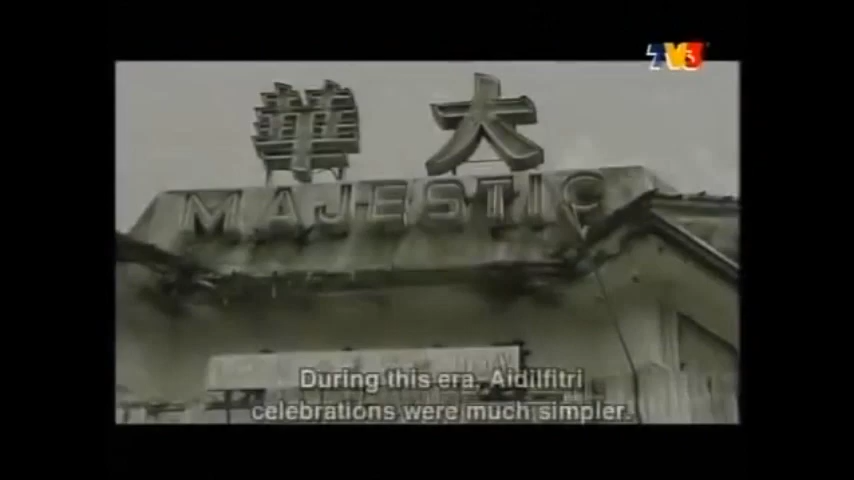 TV3
華大
MAJESTIC
During this era, Aidilfitri
celebrations were much simpler.